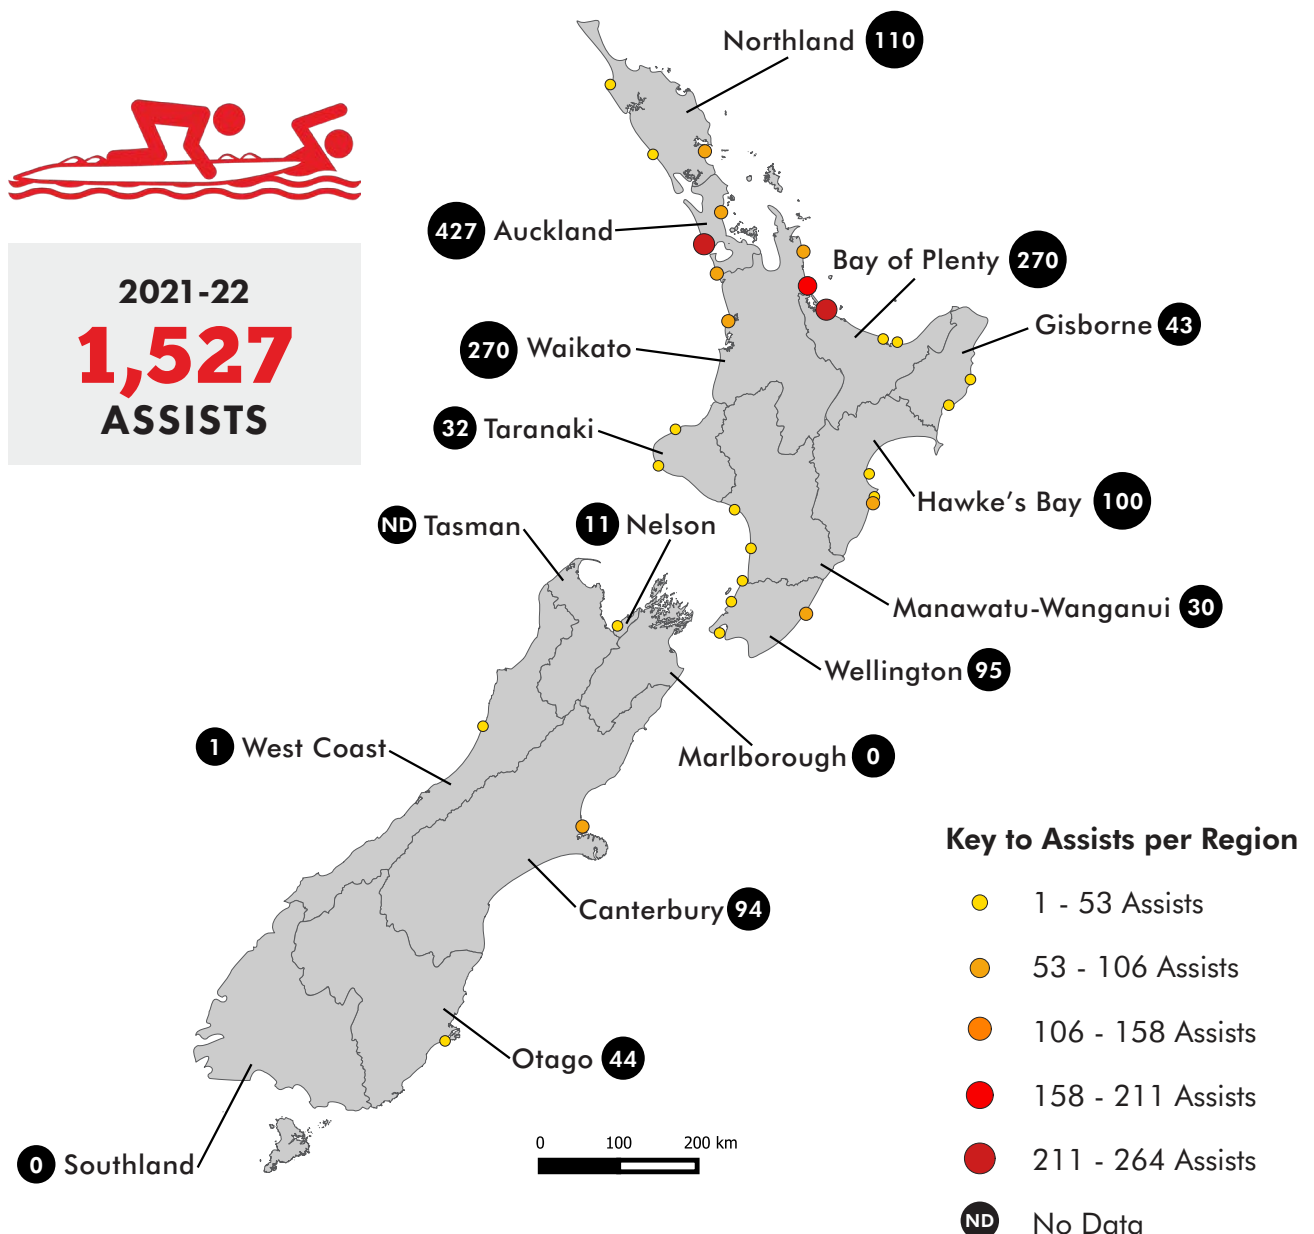 Northland 110
427 Auckland
Bay of Plenty 270
2021-22
1,527
ASSISTS
Gisborne 43
270 Waikato
32 Taranaki
Hawke's Bay 100
ND Tasman
11 Nelson
Manawatu-Wanganui 30
Wellington 95
1 West Coast
Marlborough 0
Key to Assists per Region
1 - 53 Assists
53 - 106 Assists
106 - 158 Assists
158 - 211 Assists
211 - 264 Assists
ND No Data
Canterbury 94
Otago 44
0 100 200 km
0 Southland